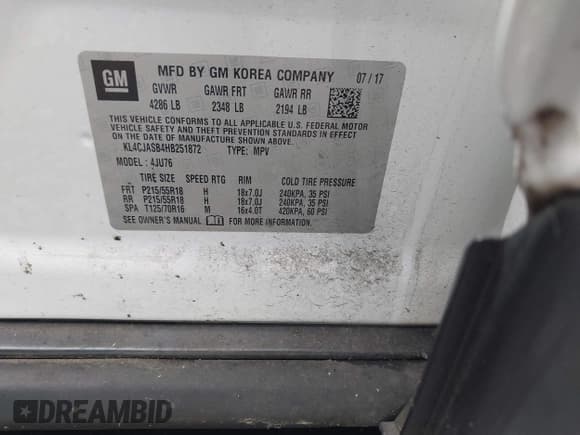 GM
MFD BY GM KOREA COMPANY 07 / 17
GVWR GAWR FRT GAWR RR
4286 LB 2348 LB 2194 LB
THIS VEHICLE CONFORMS TO ALL APPLICABLE U.S. FEDERAL MOTOR
VEHICLE SAFETY AND THEFT PREVENTION STANDARDS IN EFFECT ON THE
DATE OF MANUFACTURE SHOWN ABOVE.
KL4CJASB4HB251872 TYPE: MPV
MODEL: 4JU76
TIRE SIZE SPEED RTG RIM COLD TIRE PRESSURE
FRT P215/55R18 H 18x7.0J 240KPA, 35 PSI
RR P215/55R18 H 18x7.0J 240KPA, 35 PSI
SPA T125/70R16 M 16x4.0T 420KPA, 60 PSI
SEE OWNER'S MANUAL FOR MORE INFORMATION.
DREAMBID